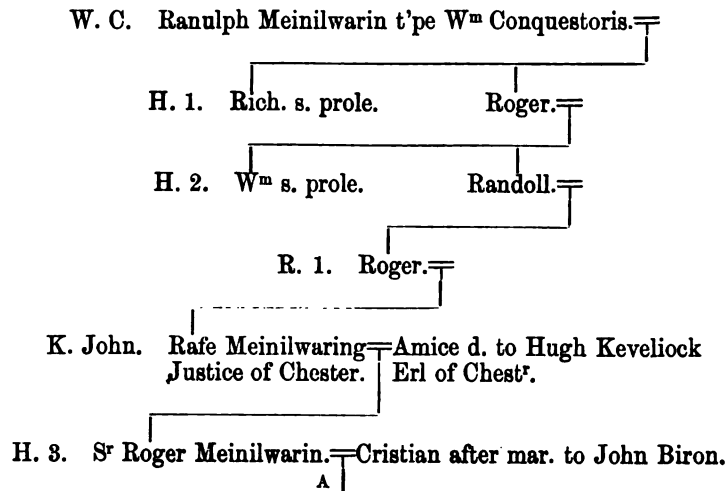 W. C. Ranulph Meinilwarin t'pe Wᵐ Conquestoris.
H. 1. Rich. s. prole. Roger.
H. 2. Wᵐ s. prole. Randoll.
R. 1. Roger.
K. John. Rafe Meinilwaring Amice d. to Hugh Keveliock
Justice of Chester. Erl of Chestʳ.
H. 3. Sʳ Roger Meinilwarin. Cristian after mar. to John Biron.
A